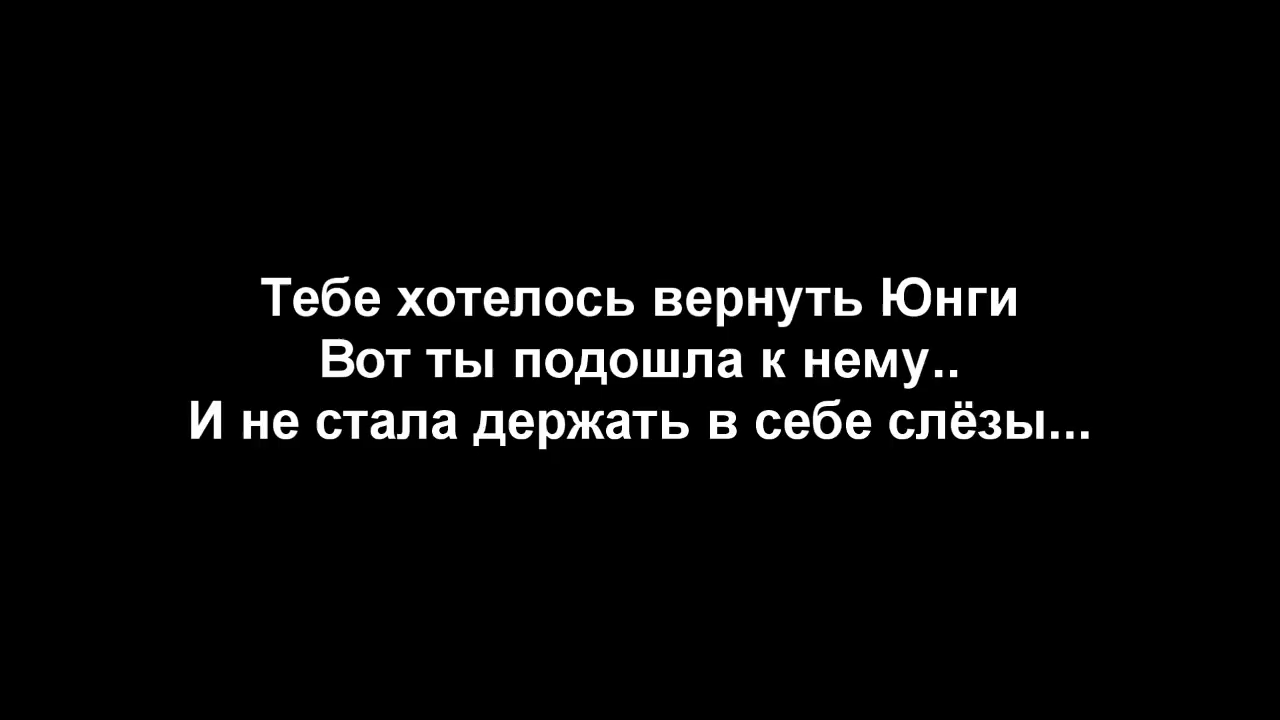 Тебе хотелось вернуть Юнги
Вот ты подошла к нему..
И не стала держать в себе слёзы...